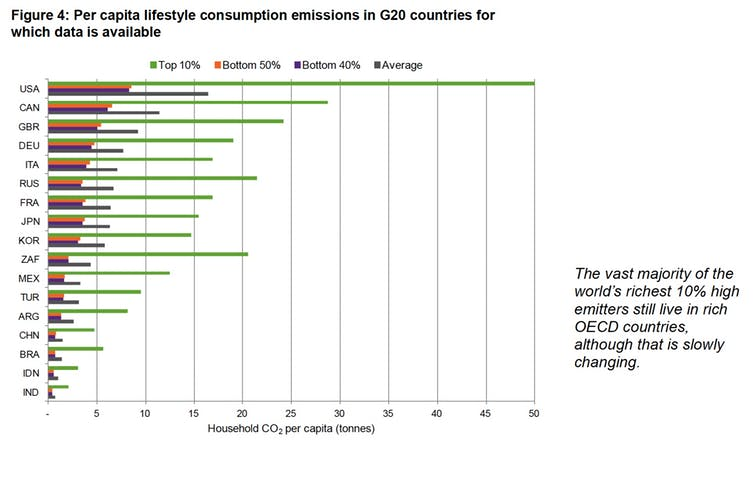 Figure 4: Per capita lifestyle consumption emissions in G20 countries for
which data is available
Top 10% Bottom 50% Bottom 40% Average
USA
CAN
GBR
DEU
ITA
RUS
FRA
JPN
KOR
ZAF
MEX
TUR
ARG
CHN
BRA
IDN
IND
- 5 10 15 20 25 30 35 40 45 50
Household CO2 per capita (tonnes)
The vast majority of the
world's richest 10% high
emitters still live in rich
OECD countries,
although that is slowly
changing.